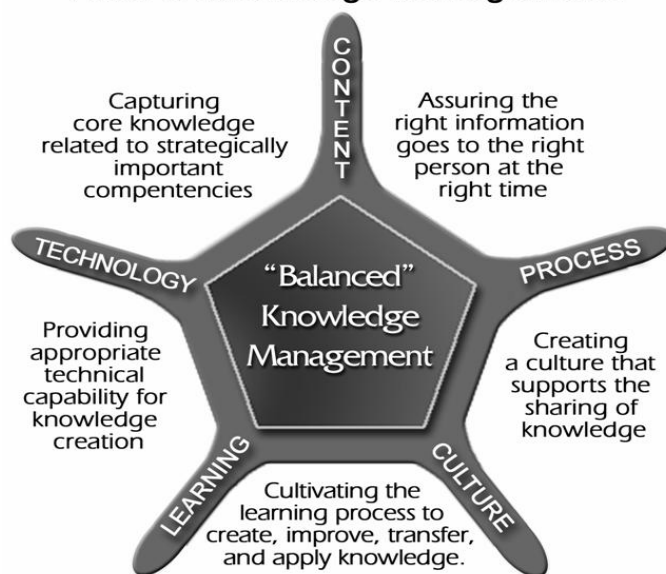 CONTENT
Capturing
core knowledge
related to strategically
important
compentencies
Assuring the
right information
goes to the right
person at the
right time
TECHNOLOGY
PROCESS
"Balanced"
Knowledge
Management
Providing
appropriate
technical
capability for
knowledge
creation
Creating
a culture that
supports the
sharing of
knowledge
LEARNING
CULTURE
Cultivating the
learning process to
create, improve, transfer,
and apply knowledge.